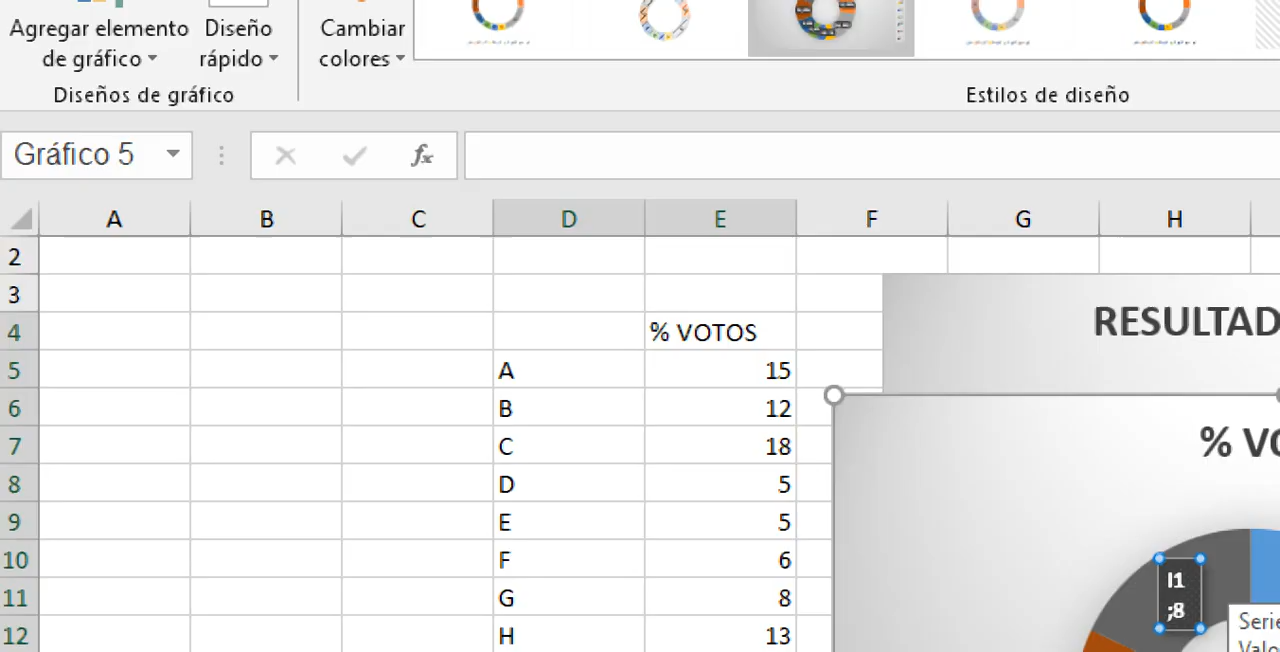 Agregar elemento de gráfico
Diseño rápido
Cambiar colores
Diseños de gráfico
Estilos de diseño
Gráfico 5
fx
A B C D E F G H
2
3
RESULTAD
4 % VOTOS
5 A 15
6 B 12
7 C 18
% VO
8 D 5
9 E 5
10 F 6
I1
11 G 8
;8
Serie
12 H 13
Valo